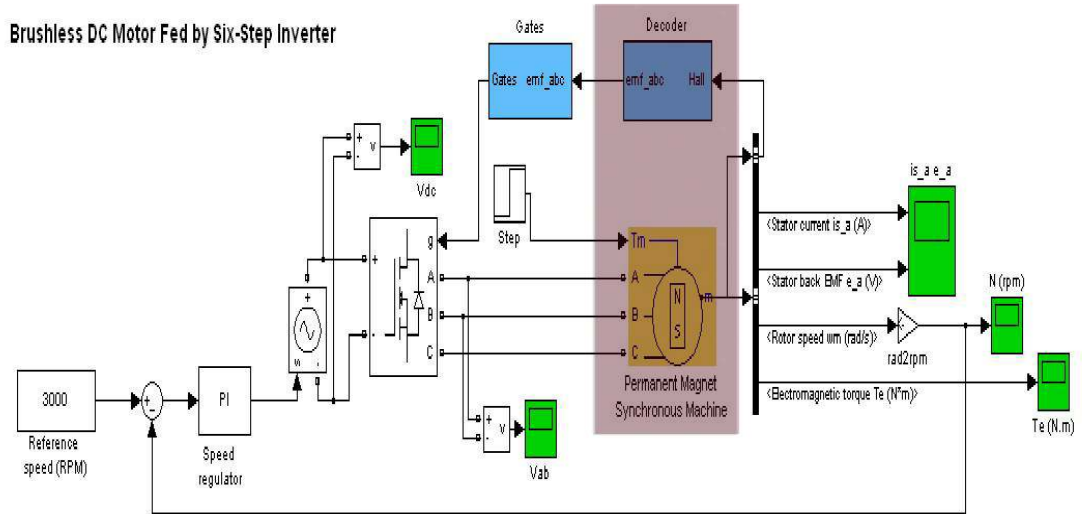 Brushless DC Motor Fed by Six-Step Inverter
Gates
Decoder
Gates emf_abc
emf_abc Hall
+
-
v
Vdc
Step
is_a e_a
<Stator current is_a (A)>
<Stator back EMF e_a (V)>
N (rpm)
<Rotor speed wm (rad/s)>
rad2rpm
<Electromagnetic torque Te (N*m)>
Te (N.m)
g
+
-
A
B
C
Tm
A
B
C
N
S
m
Permanent Magnet
Synchronous Machine
+
s -
3000
Reference
speed (RPM)
+
-
PI
Speed
regulator
+
-
v
Vab